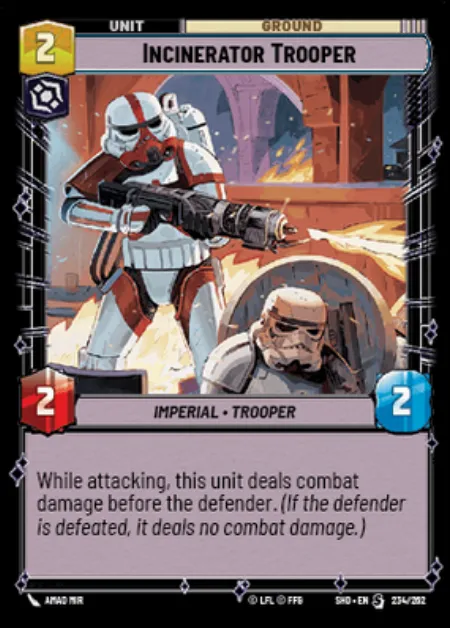 UNIT
GROUND
2
INCINERATOR TROOPER
2
IMPERIAL • TROOPER
2
While attacking, this unit deals combat
damage before the defender. (If the defender
is defeated, it deals no combat damage.)
AMAD MIR
© LFL © FFG
SHD • EN
234/262